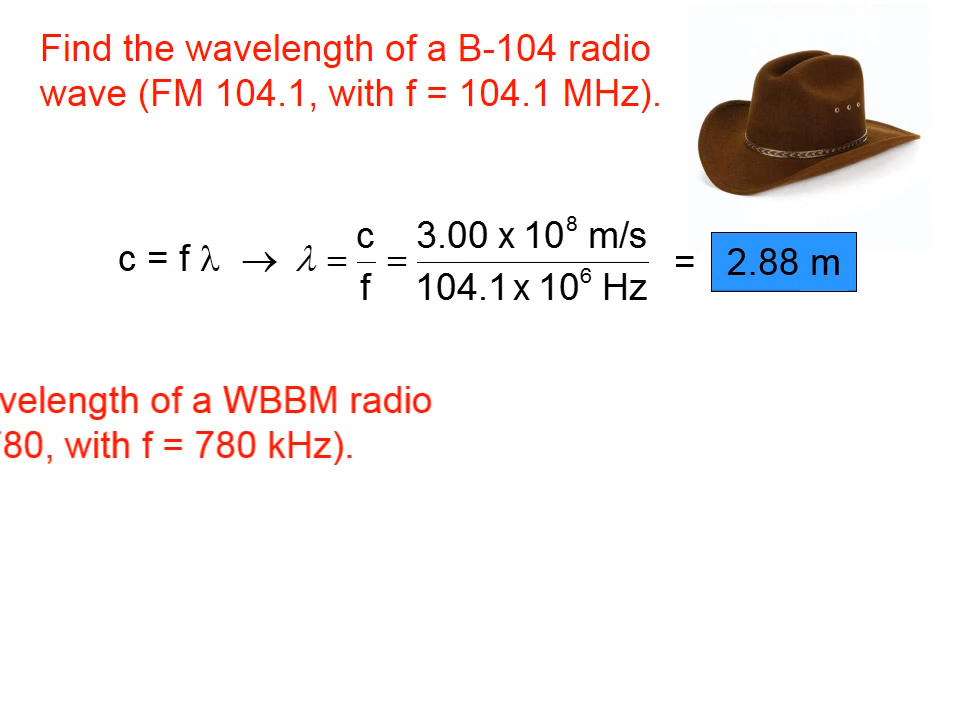 Find the wavelength of a B-104 radio
wave (FM 104.1, with f = 104.1 MHz).
c = f λ → λ = c/f = 3.00 x 10⁸ m/s / 104.1 x 10⁶ Hz = 2.88 m
velength of a WBBM radio
80, with f = 780 kHz).